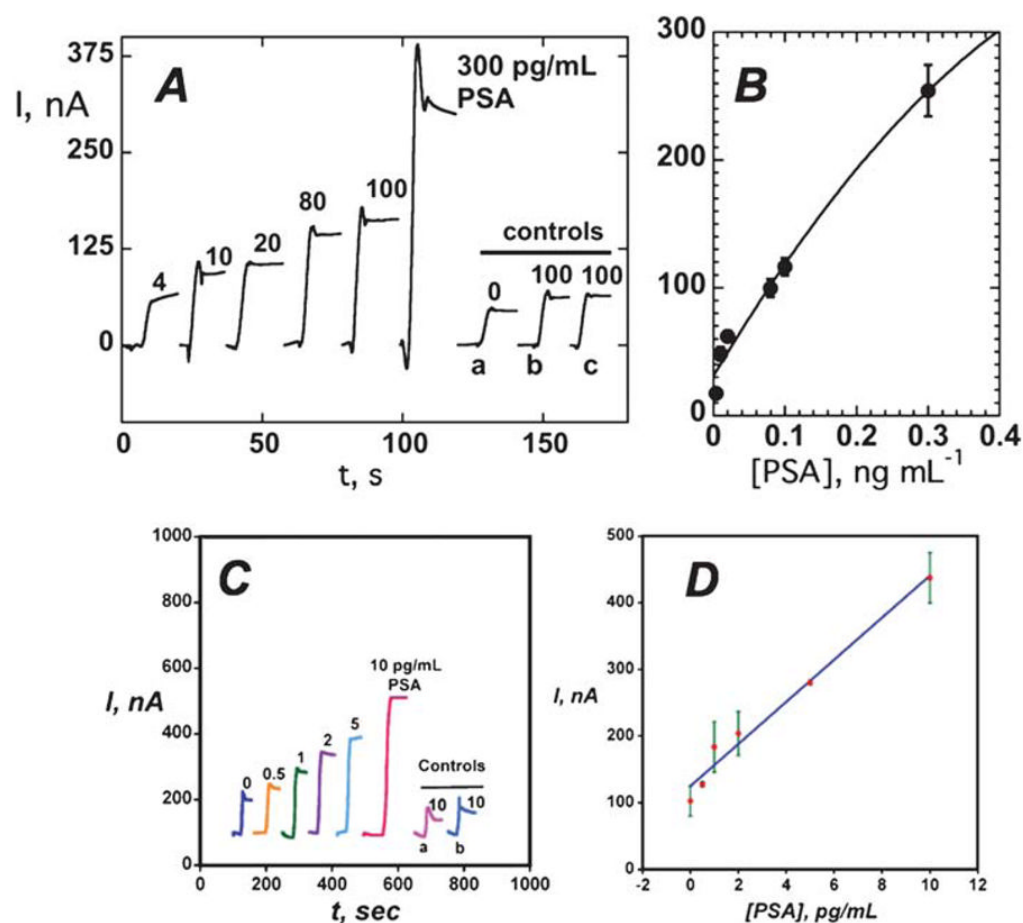 A
375
I, nA
250
125
0
4
10
20
80
100
300 pg/mL
PSA
controls
0
100
100
a
b
c
0
50
100
150
t, s
B
300
200
100
0
0
0.1
0.2
0.3
0.4
[PSA], ng mL⁻¹
C
1000
800
600
400
200
0
I, nA
0
0.5
1
2
5
10 pg/mL
PSA
Controls
10
10
a
b
0
200
400
600
800
1000
t, sec
D
500
400
300
200
100
0
I, nA
-2
0
2
4
6
8
10
12
[PSA], pg/mL